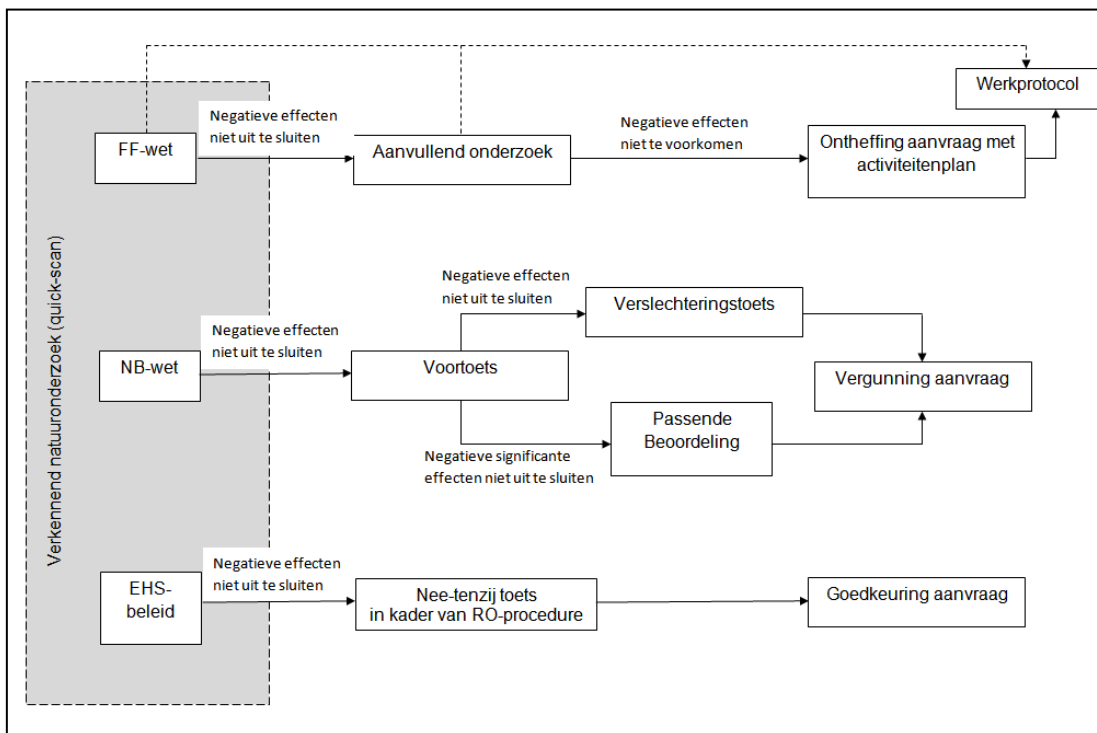 Werkprotocol
Negatieve effecten
niet uit te sluiten
Negatieve effecten
niet te voorkomen
FF-wet
Aanvullend onderzoek
Ontheffing aanvraag met
activiteitenplan
Verkennend natuuronderzoek (quick-scan)
Negatieve effecten
niet uit te sluiten
Verslechteringstoets
Negatieve effecten
niet uit te sluiten
NB-wet
Voortoets
Vergunning aanvraag
Passende
Beoordeling
Negatieve significante
effecten niet uit te sluiten
Negatieve effecten
niet uit te sluiten
EHS-
beleid
Nee-tenzij toets
in kader van RO-procedure
Goedkeuring aanvraag